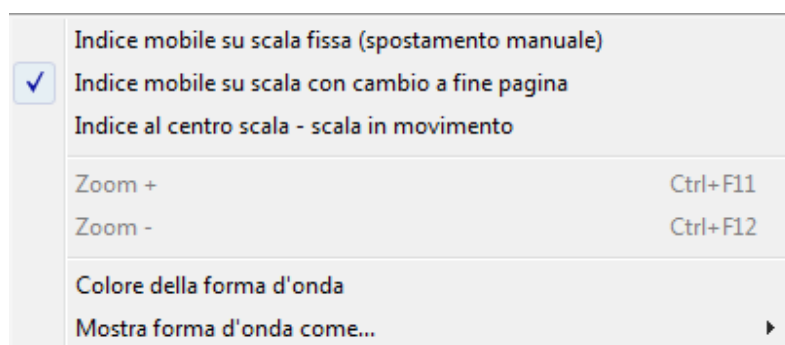 Indice mobile su scala fissa (spostamento manuale)
Indice mobile su scala con cambio a fine pagina
Indice al centro scala - scala in movimento
Zoom + Ctrl+F11
Zoom - Ctrl+F12
Colore della forma d'onda
Mostra forma d'onda come...